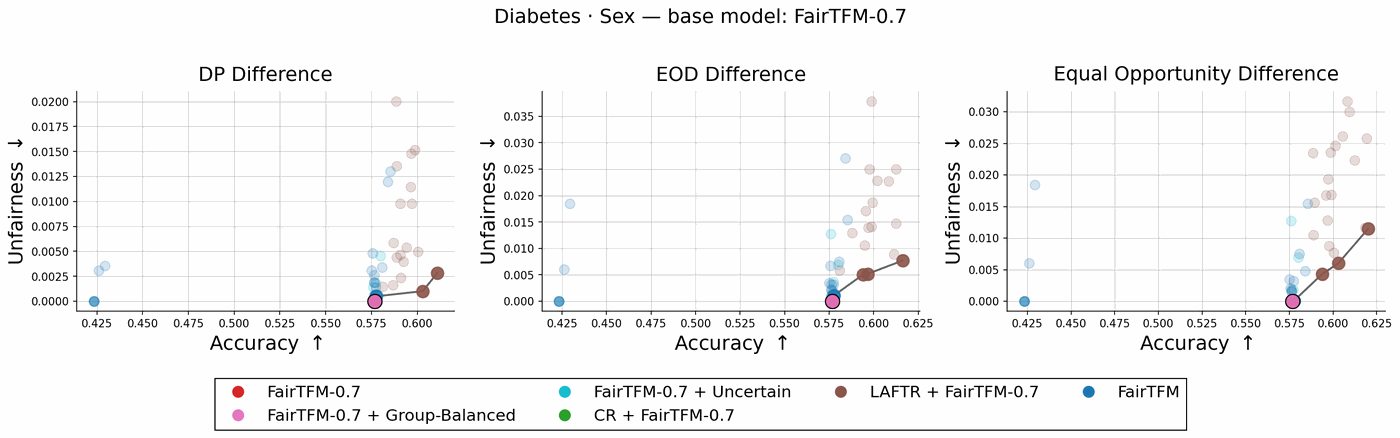 Diabetes · Sex — base model: FairTFM-0.7
DP Difference
EOD Difference
Equal Opportunity Difference
Unfairness ↓
0.0200
0.0175
0.0150
0.0125
0.0100
0.0075
0.0050
0.0025
0.0000
0.425 0.450 0.475 0.500 0.525 0.550 0.575 0.600
Accuracy ↑
Unfairness ↓
0.035
0.030
0.025
0.020
0.015
0.010
0.005
0.000
0.425 0.450 0.475 0.500 0.525 0.550 0.575 0.600 0.625
Accuracy ↑
Unfairness ↓
0.030
0.025
0.020
0.015
0.010
0.005
0.000
0.425 0.450 0.475 0.500 0.525 0.550 0.575 0.600 0.625
Accuracy ↑
FairTFM-0.7
FairTFM-0.7 + Group-Balanced
FairTFM-0.7 + Uncertain
CR + FairTFM-0.7
LAFTR + FairTFM-0.7
FairTFM